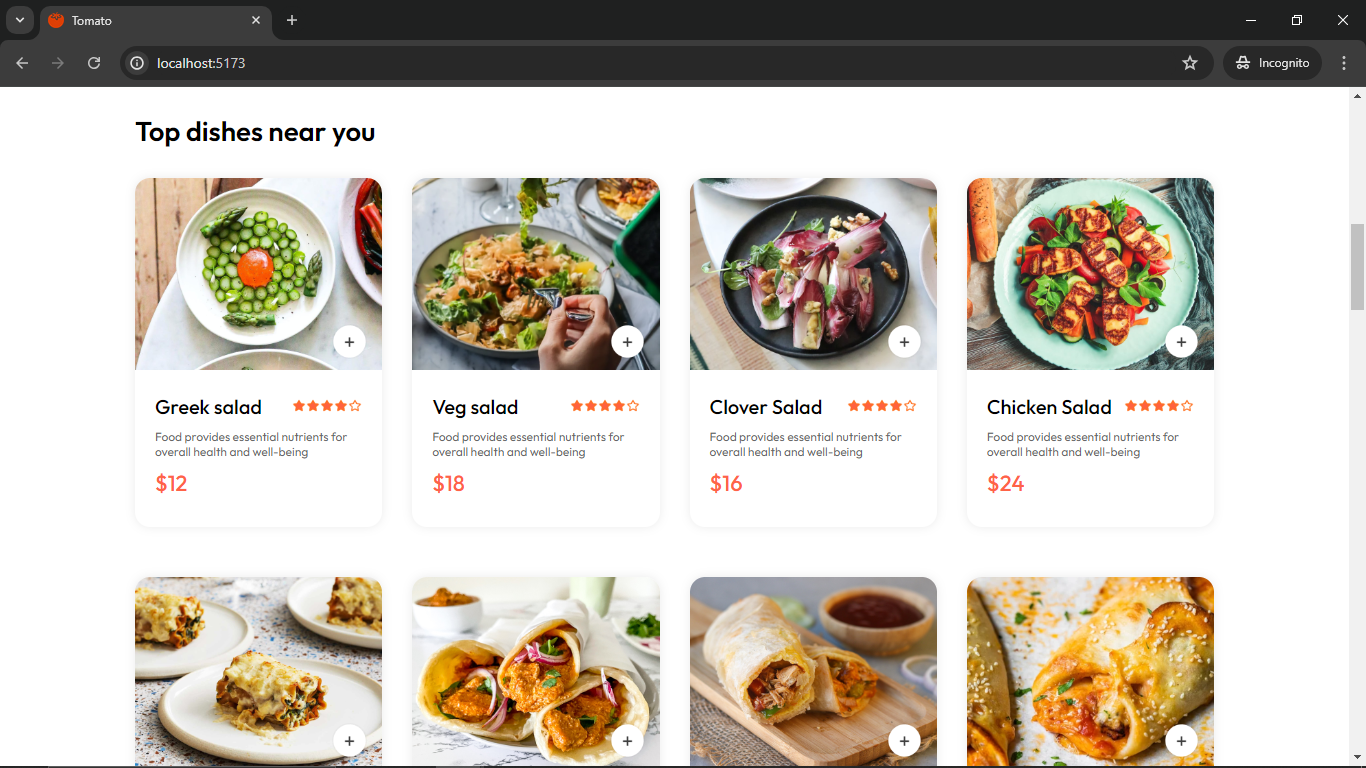 Tomato
localhost:5173
Incognito
Top dishes near you
Greek salad
Food provides essential nutrients for
overall health and well-being
$12
Veg salad
Food provides essential nutrients for
overall health and well-being
$18
Clover Salad
Food provides essential nutrients for
overall health and well-being
$16
Chicken Salad
Food provides essential nutrients for
overall health and well-being
$24